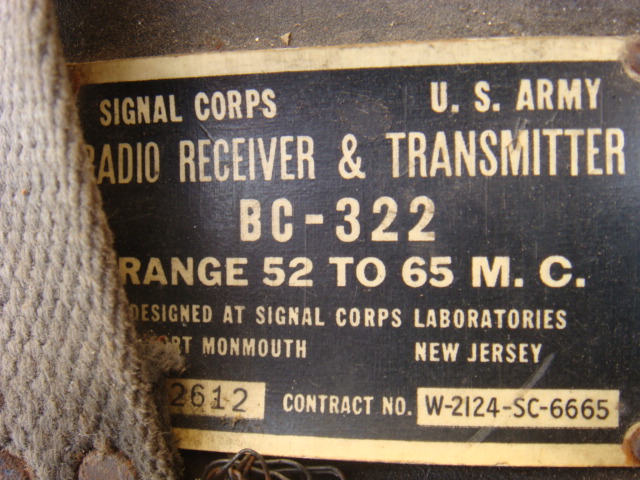 SIGNAL CORPS U. S. ARMY
RADIO RECEIVER & TRANSMITTER
BC-322
RANGE 52 TO 65 M. C.
DESIGNED AT SIGNAL CORPS LABORATORIES
FORT MONMOUTH NEW JERSEY
2612 CONTRACT NO. W-2124-SC-6665